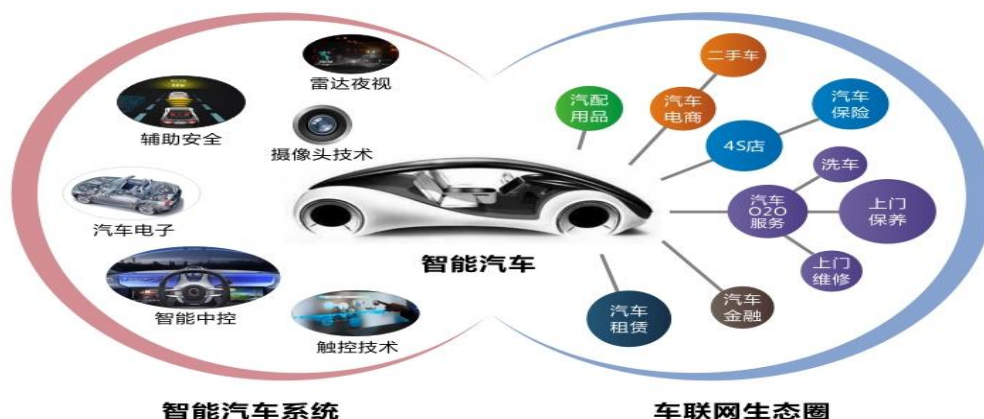 雷达夜视
辅助安全
摄像头技术
汽车电子
智能中控
触控技术
智能汽车
二手车
汽配
用品
汽车
电商
汽车
保险
4S店
洗车
汽车
O2O
服务
上门
保养
上门
维修
汽车
金融
汽车
租赁
智能汽车系统
车联网生态圈